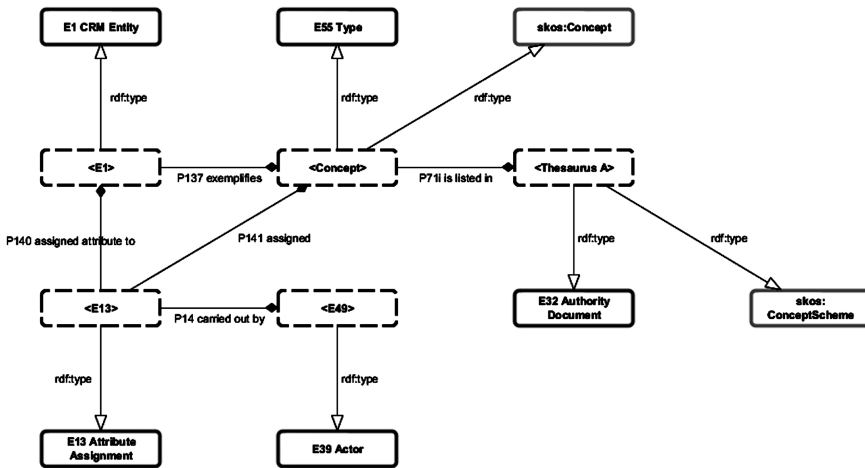 E1 CRM Entity
E55 Type
skos:Concept
rdf:type
rdf:type
rdf:type
<E1>
P137 exemplifies
<Concept>
P71i is listed in
<Thesaurus A>
P140 assigned attribute to
P141 assigned
rdf:type
rdf:type
<E13>
P14 carried out by
<E49>
E32 Authority
Document
skos:
ConceptScheme
rdf:type
rdf:type
E13 Attribute
Assignment
E39 Actor